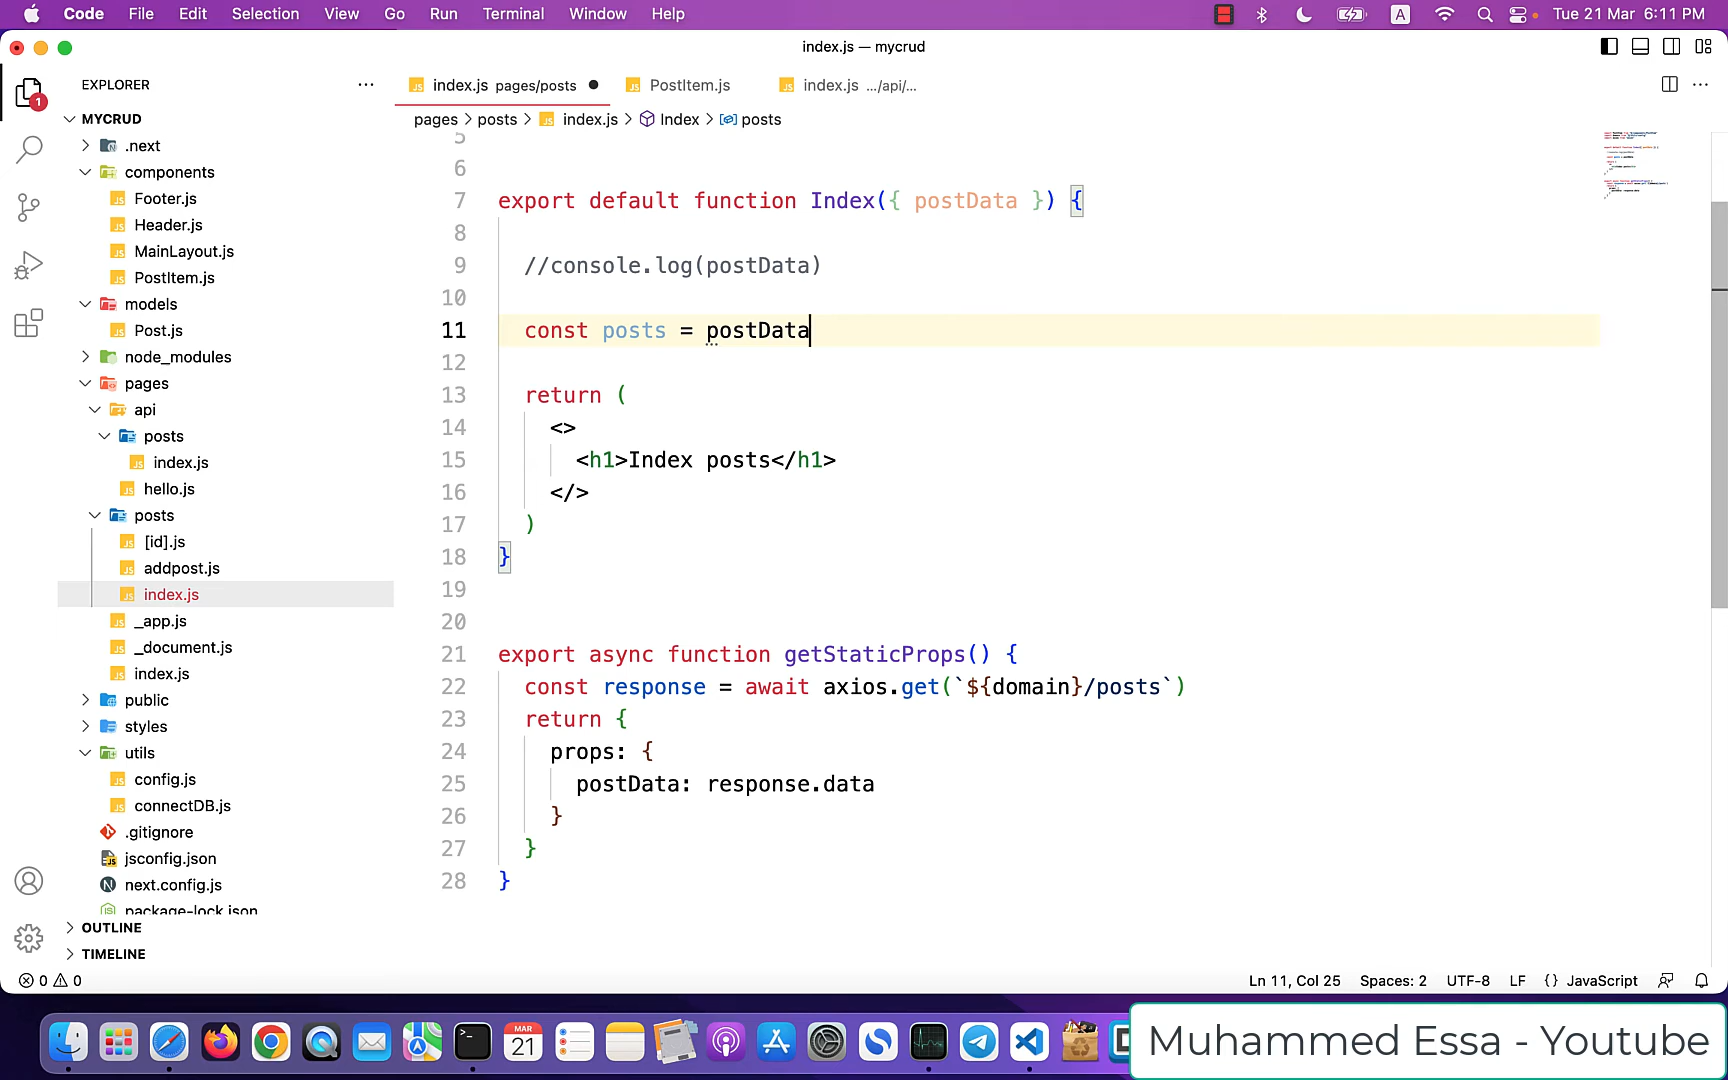 Code File Edit Selection View Go Run Terminal Window Help
A Tue 21 Mar 6:11 PM
index.js — mycrud
EXPLORER
index.js pages/posts
PostItem.js
index.js .../api/...
pages > posts > index.js > Index > posts
1
MYCRUD
.next
components
Footer.js
Header.js
MainLayout.js
PostItem.js
models
Post.js
node_modules
pages
api
posts
index.js
hello.js
posts
[id].js
addpost.js
index.js
_app.js
_document.js
index.js
public
styles
utils
config.js
connectDB.js
.gitignore
jsconfig.json
next.config.js
package-lock.json
OUTLINE
TIMELINE
5
6
7 export default function Index({ postData }) {
8
9 //console.log(postData)
10
11 const posts = postData
12
13 return (
14 <>
15 <h1>Index posts</h1>
16 </>
17 )
18 }
19
20
21 export async function getStaticProps() {
22 const response = await axios.get(`${domain}/posts`)
23 return {
24 props: {
25 postData: response.data
26 }
27 }
28 }
0 0
Ln 11, Col 25 Spaces: 2 UTF-8 LF {} JavaScript
MAR
21
Muhammed Essa - Youtube